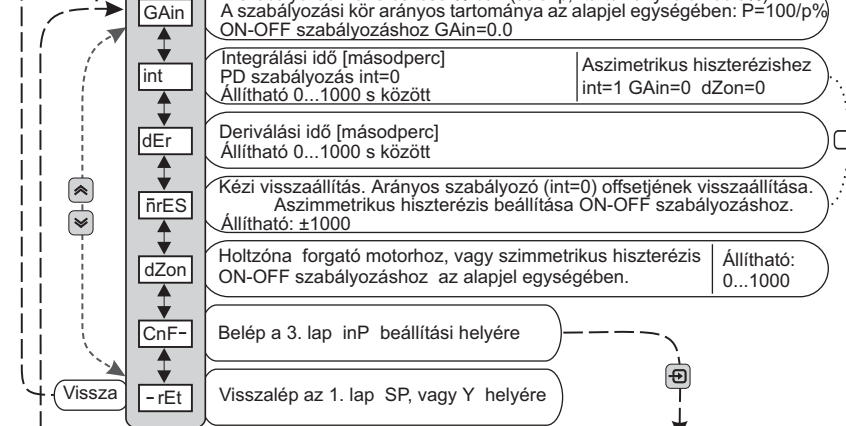 GAin
A szabályozási kör arányos tartománya az alapjel egységében: P=100/p%
ON-OFF szabályozáshoz GAin=0.0
int
Integrálási idő [másodperc]
PD szabályozás int=0
Állítható 0...1000 s között
Aszimetrikus hiszterézishez
int=1 GAin=0 dZon=0
dEr
Deriválási idő [másodperc]
Állítható 0...1000 s között
n̄rES
Kézi visszaállítás. Arányos szabályozó (int=0) offsetjének visszaállítása.
Aszimmetrikus hiszterézis beállítása ON-OFF szabályozáshoz.
Állítható: ±1000
dZon
Holtzóna forgató motorhoz, vagy szimmetrikus hiszterézis
ON-OFF szabályozáshoz az alapjel egységében.
Állítható:
0...1000
CnF-
Belép a 3. lap inP beállítási helyére
Vissza
-rEt
Visszalép az 1. lap SP, vagy Y helyére